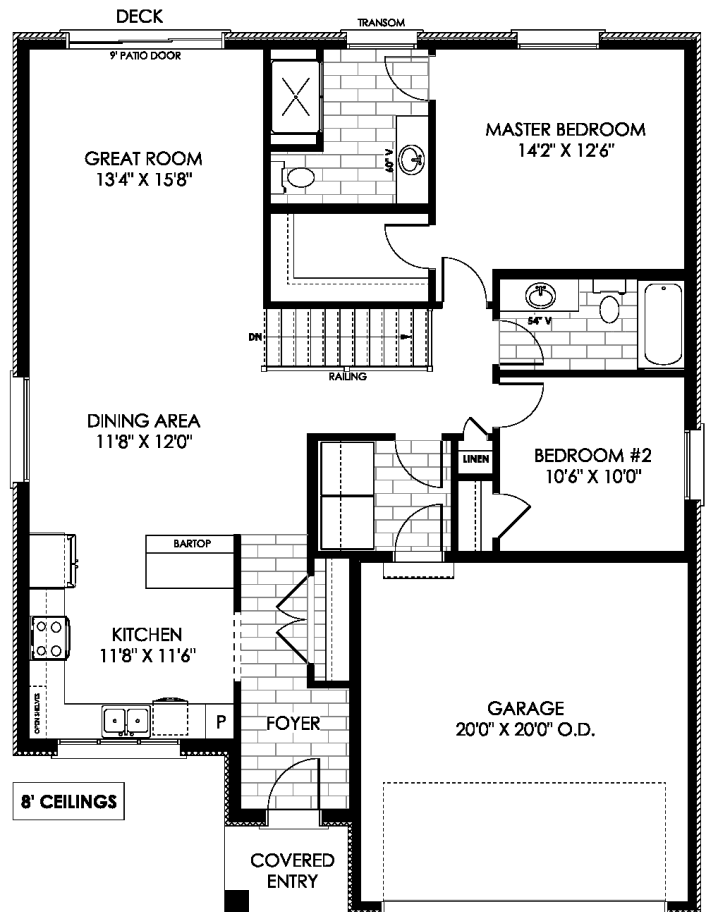 DECK
TRANSOM
9' PATIO DOOR
GREAT ROOM
13'4" X 15'8"
MASTER BEDROOM
14'2" X 12'6"
60" V
54" V
DN
RAILING
DINING AREA
11'8" X 12'0"
LINEN
BEDROOM #2
10'6" X 10'0"
BARTOP
KITCHEN
11'8" X 11'6"
OPEN SHELVES
P
FOYER
GARAGE
20'0" X 20'0" O.D.
8' CEILINGS
COVERED
ENTRY